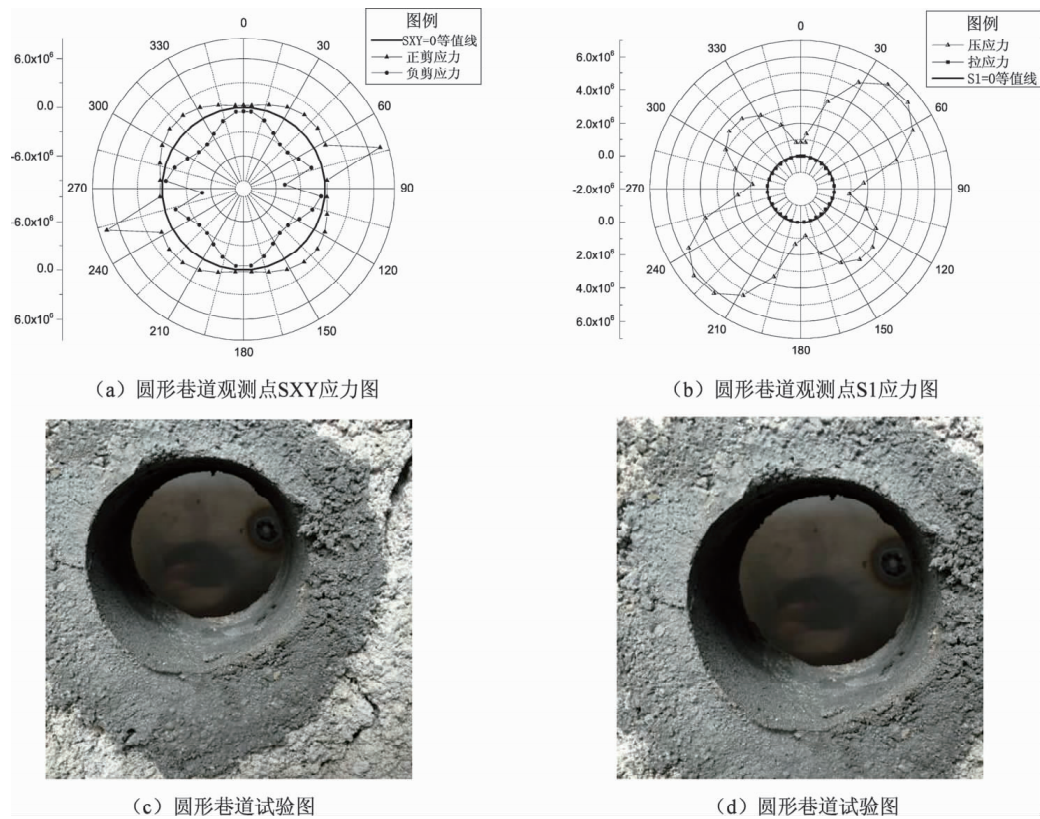 图例
SXY=0等值线
正剪应力
负剪应力
6.0x10⁶
0.0
-6.0x10⁶
6.0x10⁶
0.0
6.0x10⁶
0
30
60
90
120
150
180
210
240
270
300
330
(a) 圆形巷道观测点SXY应力图
图例
压应力
拉应力
S1=0等值线
6.0x10⁶
4.0x10⁶
2.0x10⁶
0.0
-2.0x10⁶
0.0
2.0x10⁶
4.0x10⁶
6.0x10⁶
0
30
60
90
120
150
180
210
240
270
300
330
(b) 圆形巷道观测点S1应力图
(c) 圆形巷道试验图
(d) 圆形巷道试验图